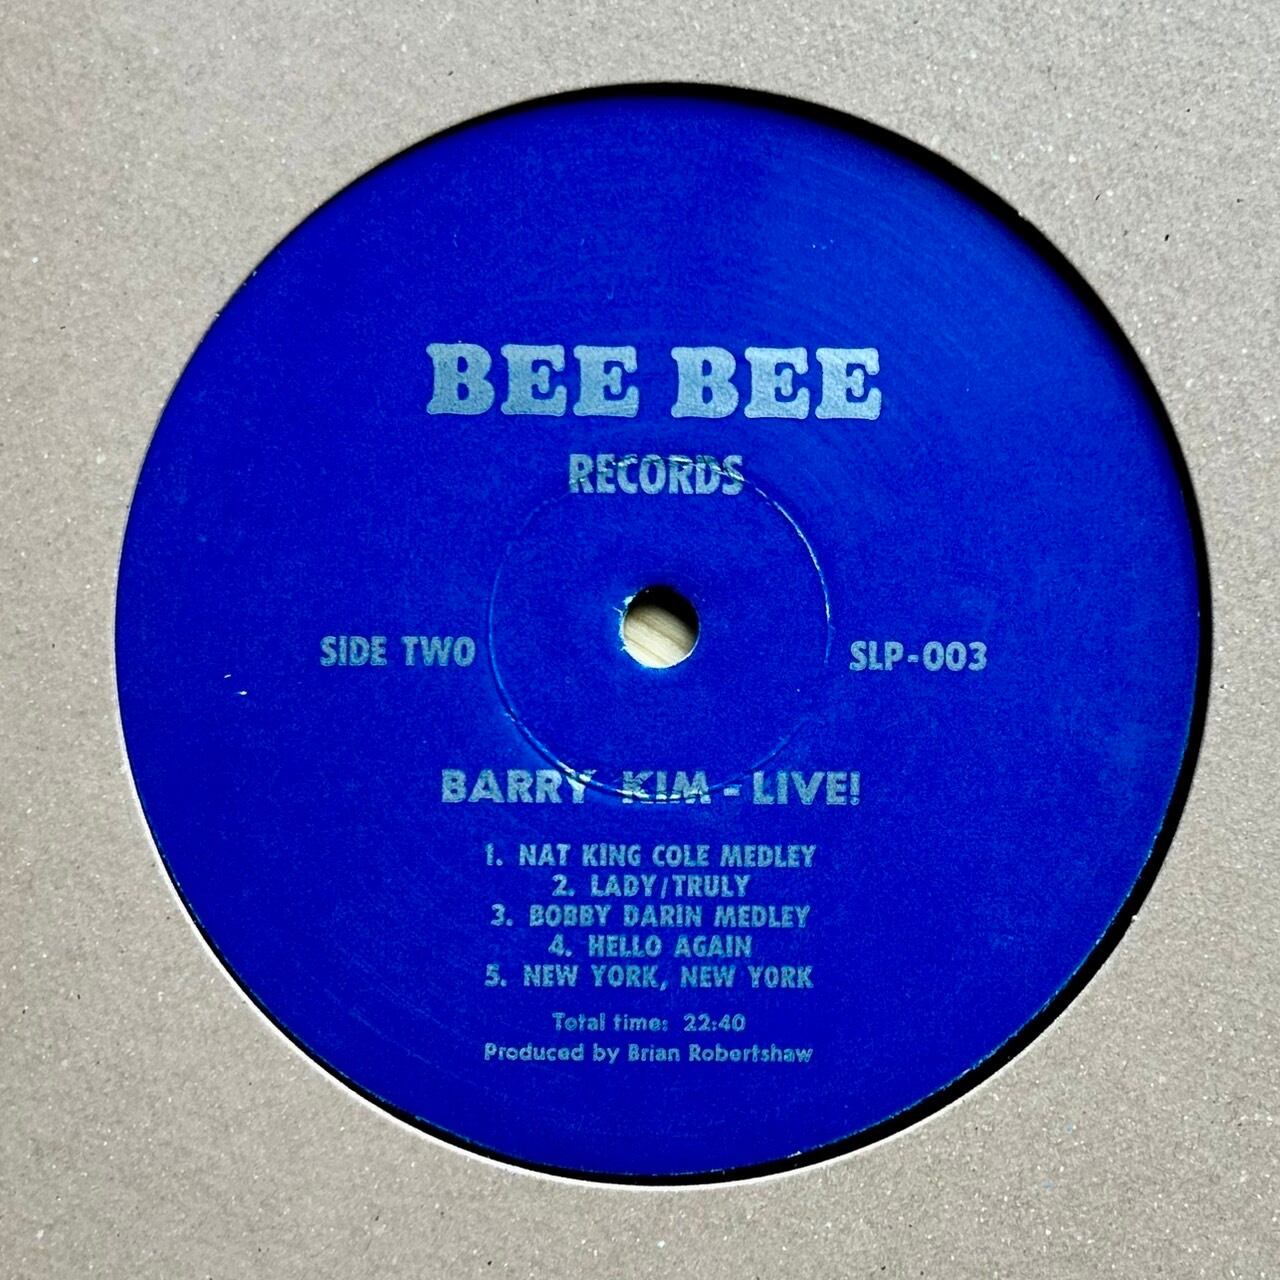 BEE BEE
RECORDS
SIDE TWO
SLP-003
BARRY KIM - LIVE!
1. NAT KING COLE MEDLEY
2. LADY/TRULY
3. BOBBY DARIN MEDLEY
4. HELLO AGAIN
5. NEW YORK, NEW YORK
Total time: 22:40
Produced by Brian Robertshaw